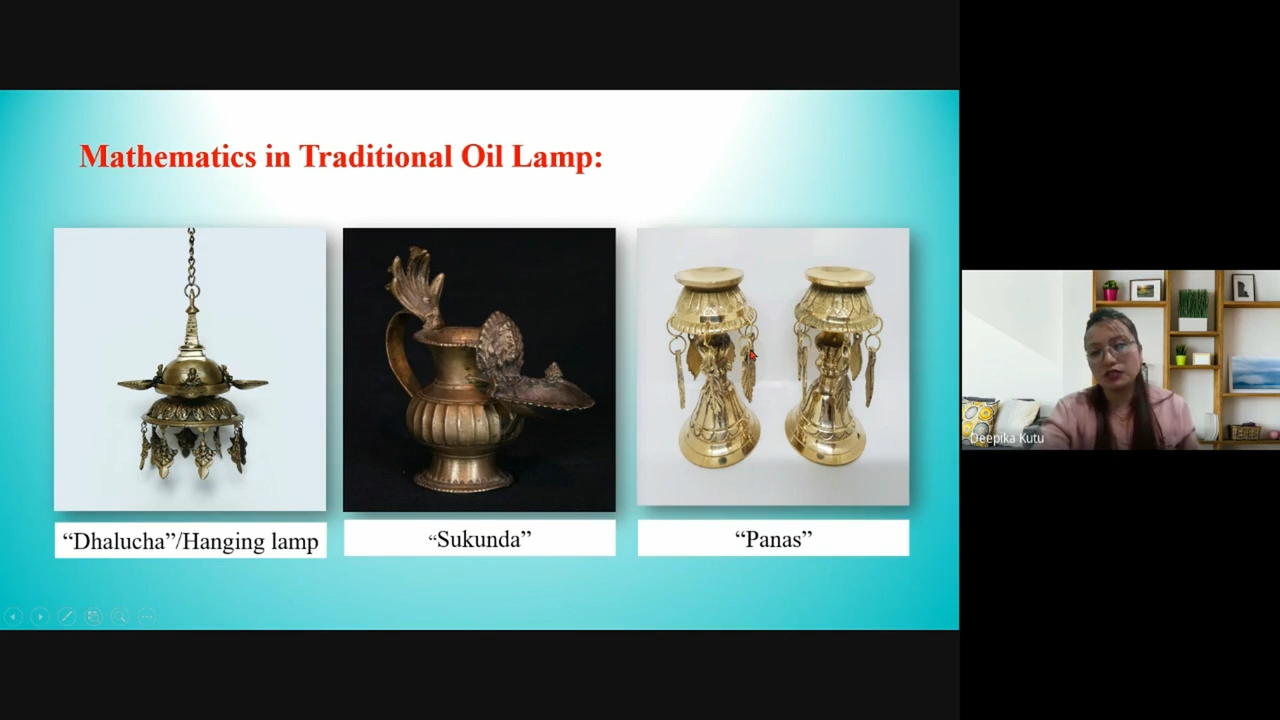 Mathematics in Traditional Oil Lamp:
“Dhalucha”/Hanging lamp
“Sukunda”
“Panas”
Deepika Kutu